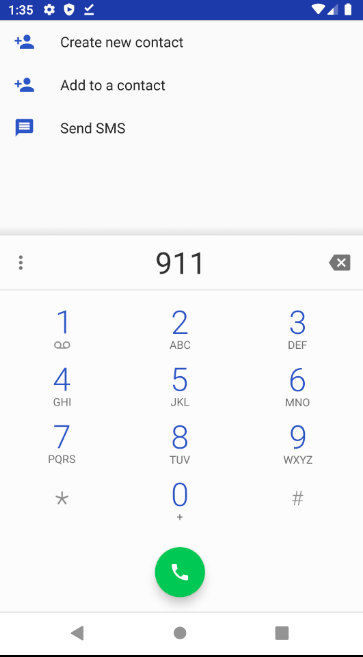 1:35
Create new contact
Add to a contact
Send SMS
911
1 2 3
ABC DEF
4 5 6
GHI JKL MNO
7 8 9
PQRS TUV WXYZ
* 0 #
+